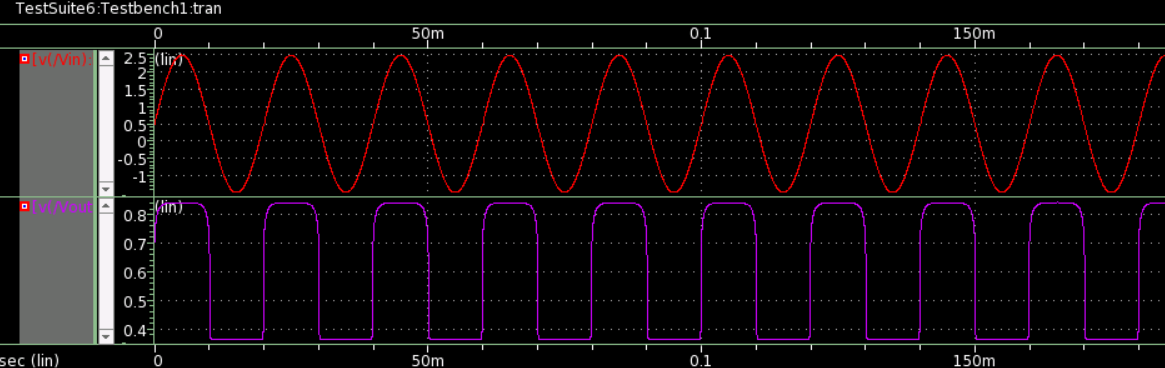 TestSuite6:Testbench1:tran
0 50m 0.1 150m
[v(/Vin):
(lin)
2.5
2
1.5
1
0.5
0
-0.5
-1
[v(/Vout
(lin)
0.8
0.7
0.6
0.5
0.4
sec (lin) 0 50m 0.1 150m